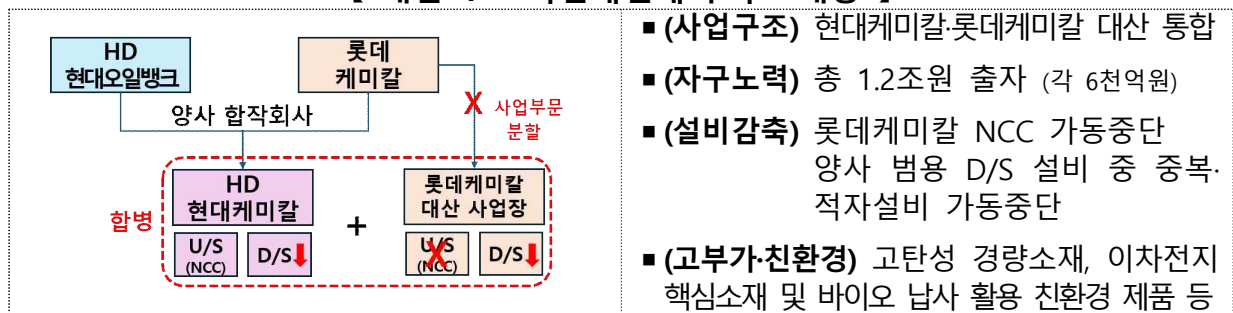 HD
현대오일뱅크
롯데
케미칼
양사 합작회사
X 사업부문
분할
합병
HD
현대케미칼
U/S
(NCC)
D/S
+
롯데케미칼
대산 사업장
U/S
(NCC)
D/S
▪ (사업구조) 현대케미칼·롯데케미칼 대산 통합
▪ (자구노력) 총 1.2조원 출자 (각 6천억원)
▪ (설비감축) 롯데케미칼 NCC 가동중단
양사 범용 D/S 설비 중 중복·
적자설비 가동중단
▪ (고부가·친환경) 고탄성 경량소재, 이차전지
핵심소재 및 바이오 납사 활용 친환경 제품 등